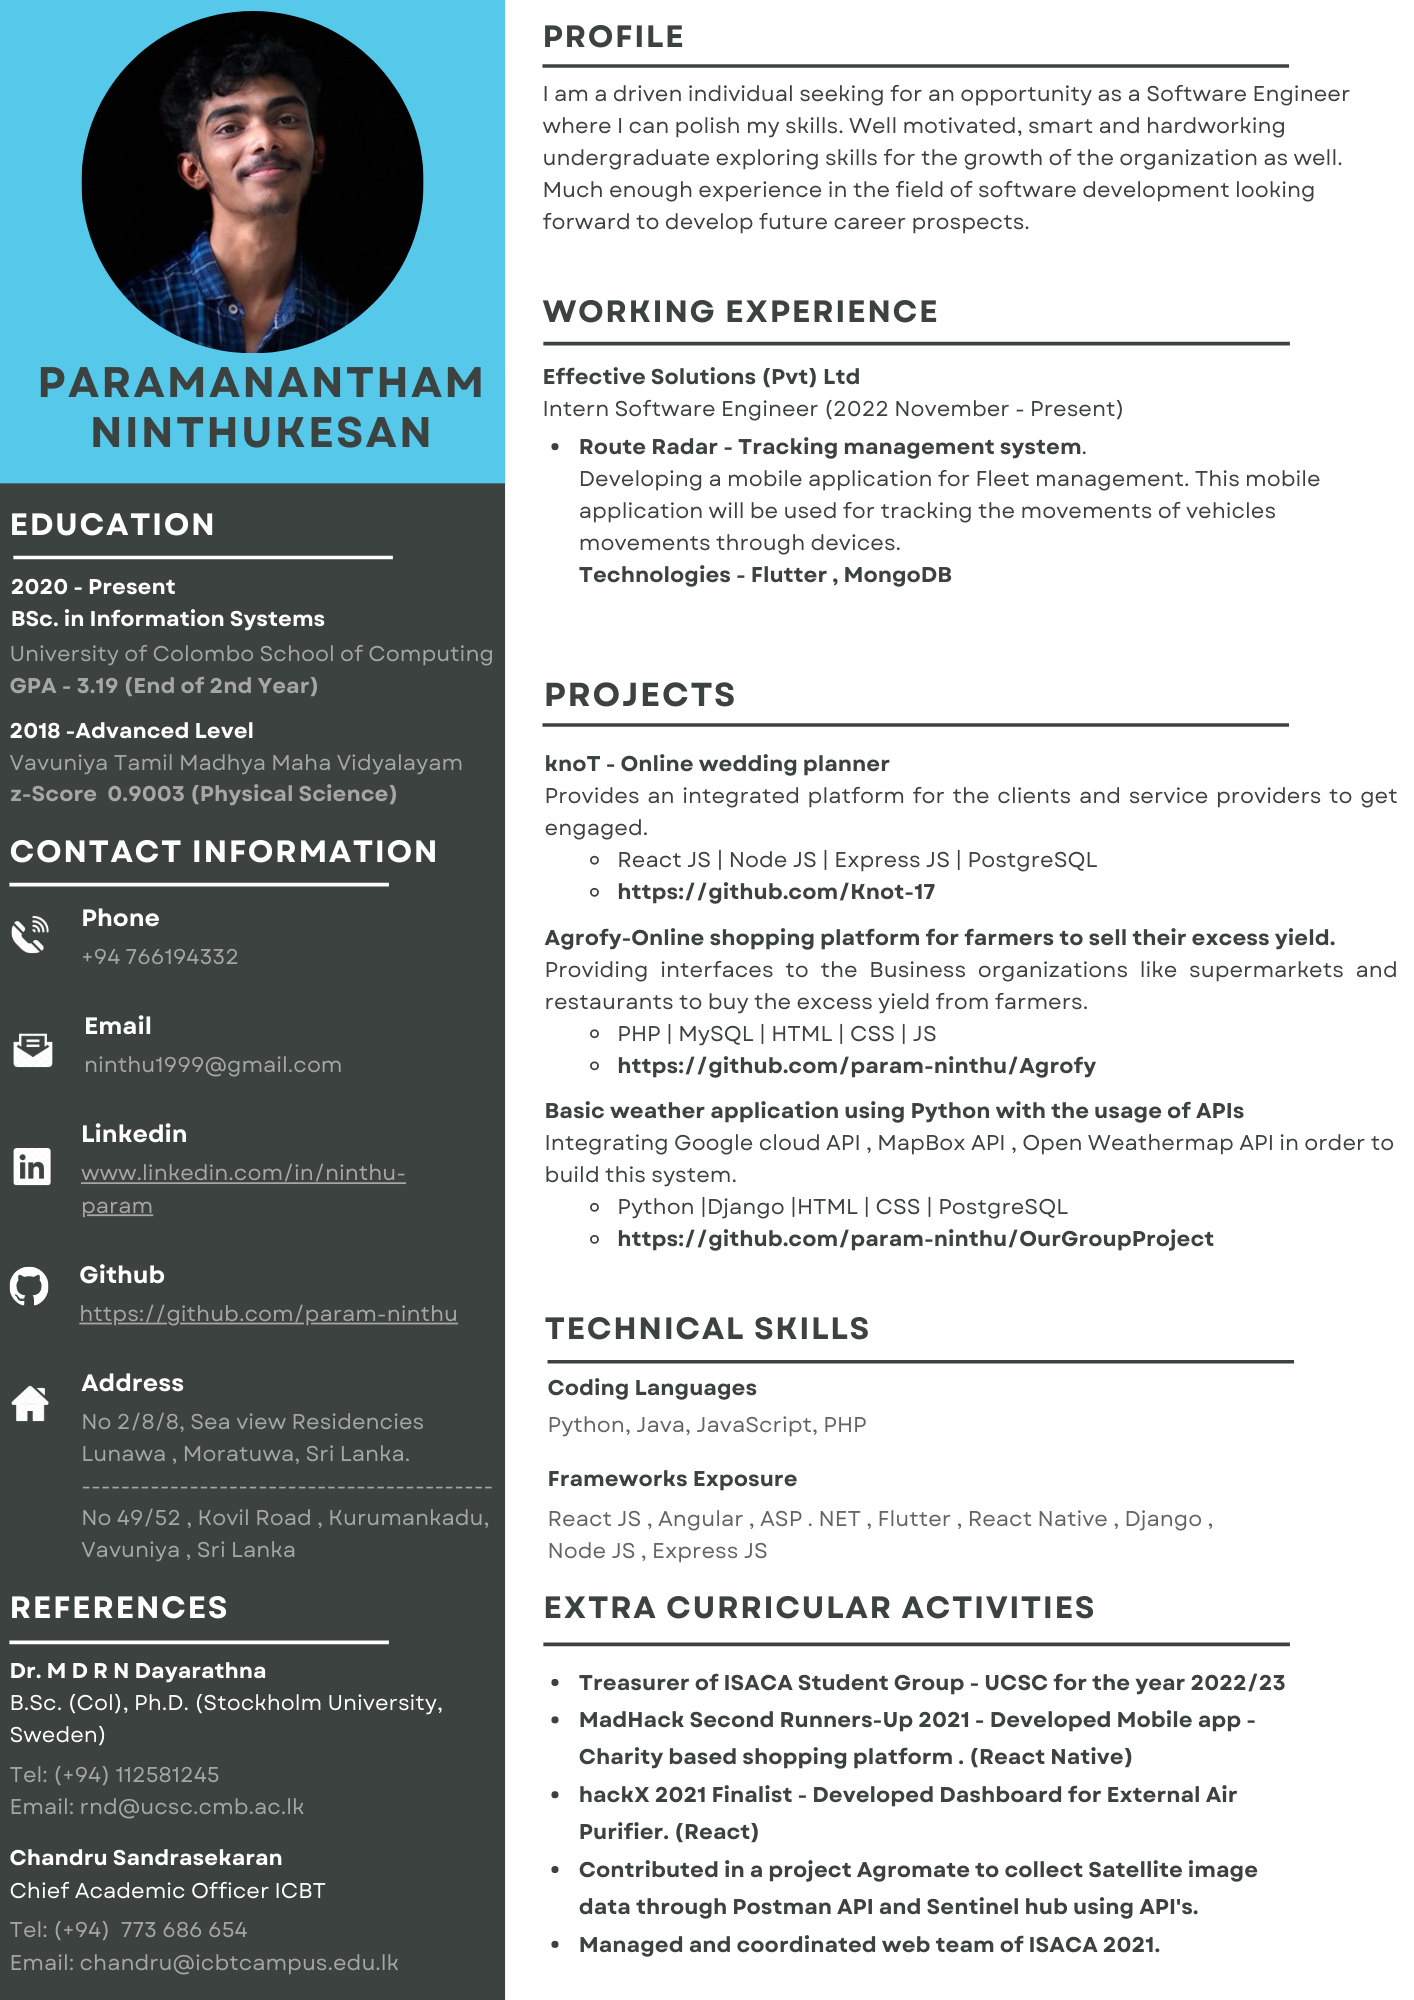 PARAMANANTHAM
NINTHUKESAN
EDUCATION
2020 - Present
BSc. in Information Systems
University of Colombo School of Computing
GPA - 3.19 (End of 2nd Year)
2018 -Advanced Level
Vavuniya Tamil Madhya Maha Vidyalayam
z-Score  0.9003 (Physical Science)
CONTACT INFORMATION
Phone
+94 766194332
Email
ninthu1999@gmail.com
Linkedin
www.linkedin.com/in/ninthu-
param
Github
https://github.com/param-ninthu
Address
No 2/8/8, Sea view Residencies
Lunawa , Moratuwa, Sri Lanka.
------------------------------------------
No 49/52 , Kovil Road , Kurumankadu,
Vavuniya , Sri Lanka
REFERENCES
Dr. M D R N Dayarathna
B.Sc. (Col), Ph.D. (Stockholm University,
Sweden)
Tel: (+94) 112581245
Email: rnd@ucsc.cmb.ac.lk
Chandru Sandrasekaran
Chief Academic Officer ICBT
Tel: (+94)  773 686 654
Email: chandru@icbtcampus.edu.lk
PROFILE
I am a driven individual seeking for an opportunity as a Software Engineer
where I can polish my skills. Well motivated, smart and hardworking
undergraduate exploring skills for the growth of the organization as well.
Much enough experience in the field of software development looking
forward to develop future career prospects.
WORKING EXPERIENCE
Effective Solutions (Pvt) Ltd
Intern Software Engineer (2022 November - Present)
• Route Radar - Tracking management system.
Developing a mobile application for Fleet management. This mobile
application will be used for tracking the movements of vehicles
movements through devices.
Technologies - Flutter , MongoDB
PROJECTS
knoT - Online wedding planner
Provides an integrated platform for the clients and service providers to get
engaged.
◦ React JS | Node JS | Express JS | PostgreSQL
◦ https://github.com/Knot-17
Agrofy-Online shopping platform for farmers to sell their excess yield.
Providing interfaces to the Business organizations like supermarkets and
restaurants to buy the excess yield from farmers.
◦ PHP | MySQL | HTML | CSS | JS
◦ https://github.com/param-ninthu/Agrofy
Basic weather application using Python with the usage of APIs
Integrating Google cloud API , MapBox API , Open Weathermap API in order to
build this system.
◦ Python |Django |HTML | CSS | PostgreSQL
◦ https://github.com/param-ninthu/OurGroupProject
TECHNICAL SKILLS
Coding Languages
Python, Java, JavaScript, PHP
Frameworks Exposure
React JS , Angular , ASP . NET , Flutter , React Native , Django ,
Node JS , Express JS
EXTRA CURRICULAR ACTIVITIES
• Treasurer of ISACA Student Group - UCSC for the year 2022/23
• MadHack Second Runners-Up 2021 - Developed Mobile app -
Charity based shopping platform . (React Native)
• hackX 2021 Finalist - Developed Dashboard for External Air
Purifier. (React)
• Contributed in a project Agromate to collect Satellite image
data through Postman API and Sentinel hub using API's.
• Managed and coordinated web team of ISACA 2021.